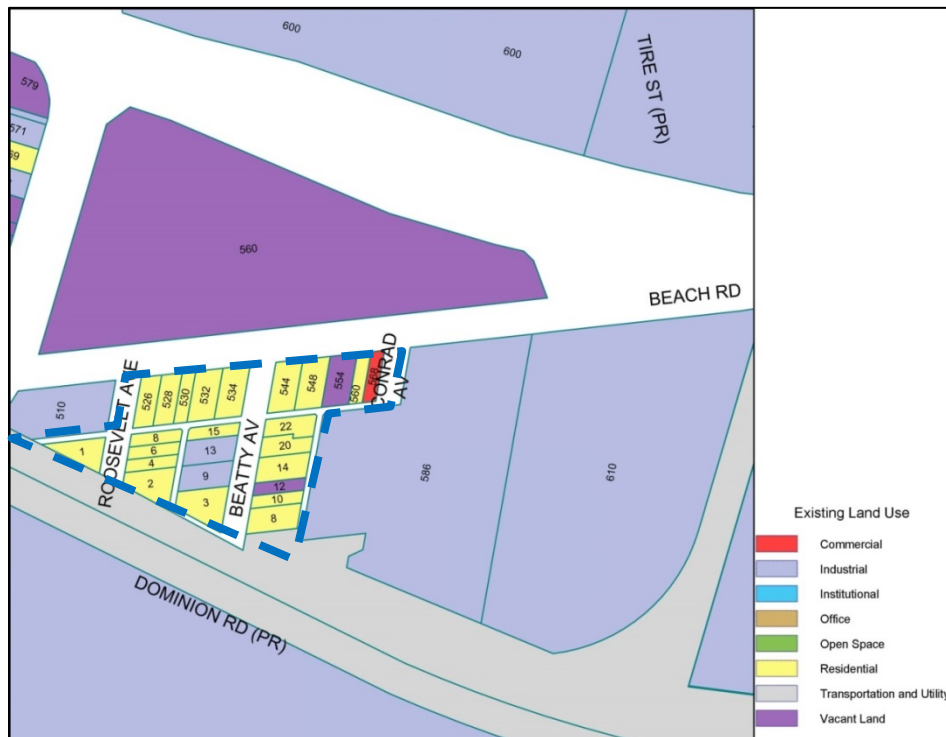 600
600
TIRE ST (PR)
579
571
69
560
BEACH RD
CONRAD
AV
ROOSEVELT AVE
510
526
528
530
532
534
544
548
554
560
568
1
8
6
4
2
15
13
9
3
BEATTY AV
22
20
14
12
10
8
586
610
DOMINION RD (PR)
Existing Land Use
Commercial
Industrial
Institutional
Office
Open Space
Residential
Transportation and Utility
Vacant Land